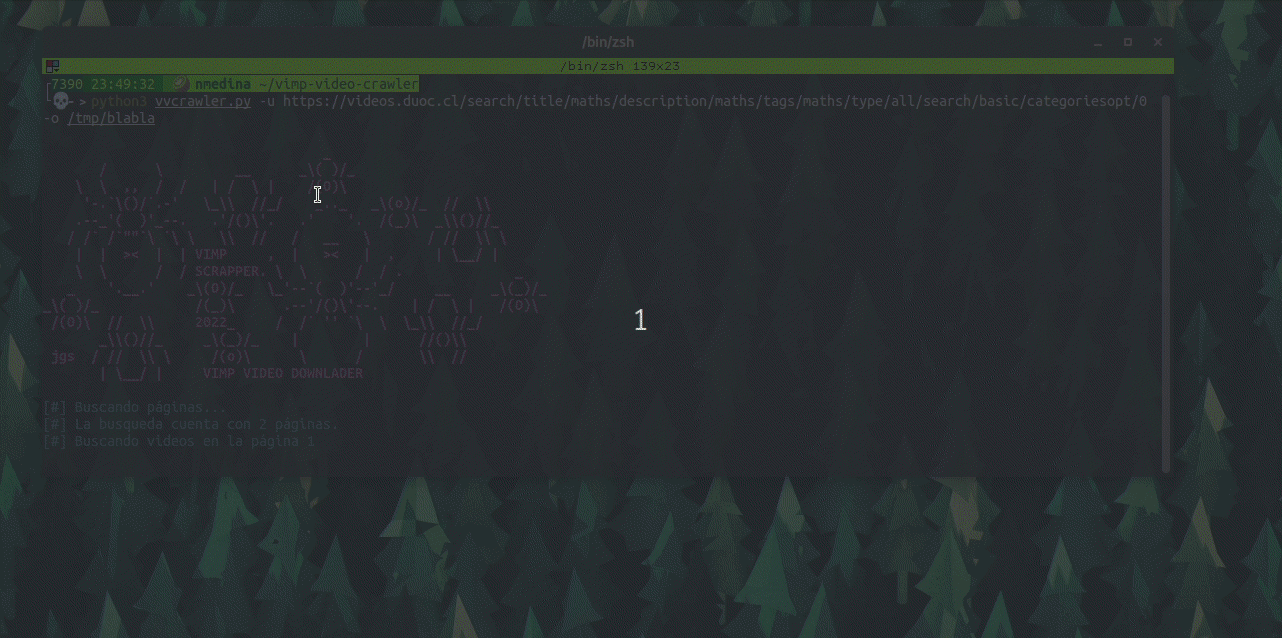 /bin/zsh
/bin/zsh 139x23
7390 23:49:32 nmedina ~/vimp-video-crawler
> python3 vvcrawler.py -u https://videos.duoc.cl/search/title/maths/description/maths/tags/maths/type/all/search/basic/categoriesopt/0
-o /tmp/blabla
VIMP
SCRAPPER.
2022
1
jgs
VIMP VIDEO DOWNLADER
[#] Buscando páginas...
[#] La busqueda cuenta con 2 páginas.
[#] Buscando videos en la página 1